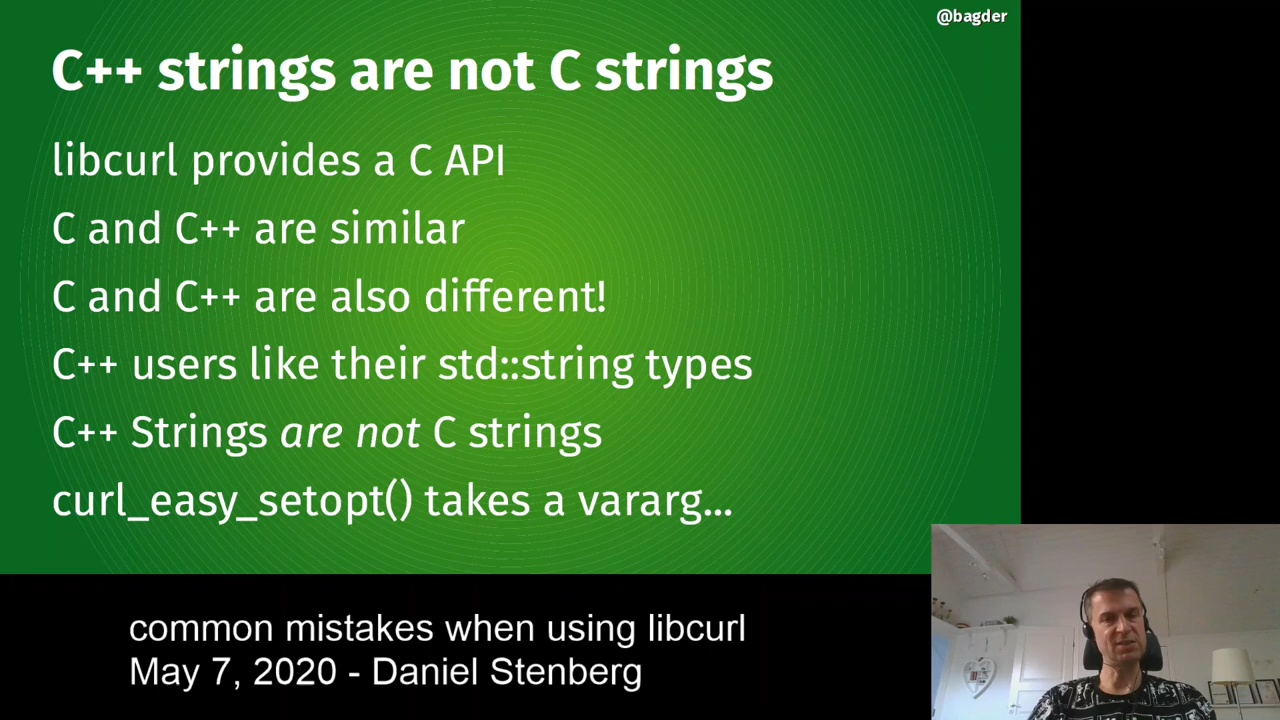 @bagder
C++ strings are not C strings
libcurl provides a C API
C and C++ are similar
C and C++ are also different!
C++ users like their std::string types
C++ Strings are not C strings
curl_easy_setopt() takes a vararg...
common mistakes when using libcurl
May 7, 2020 - Daniel Stenberg